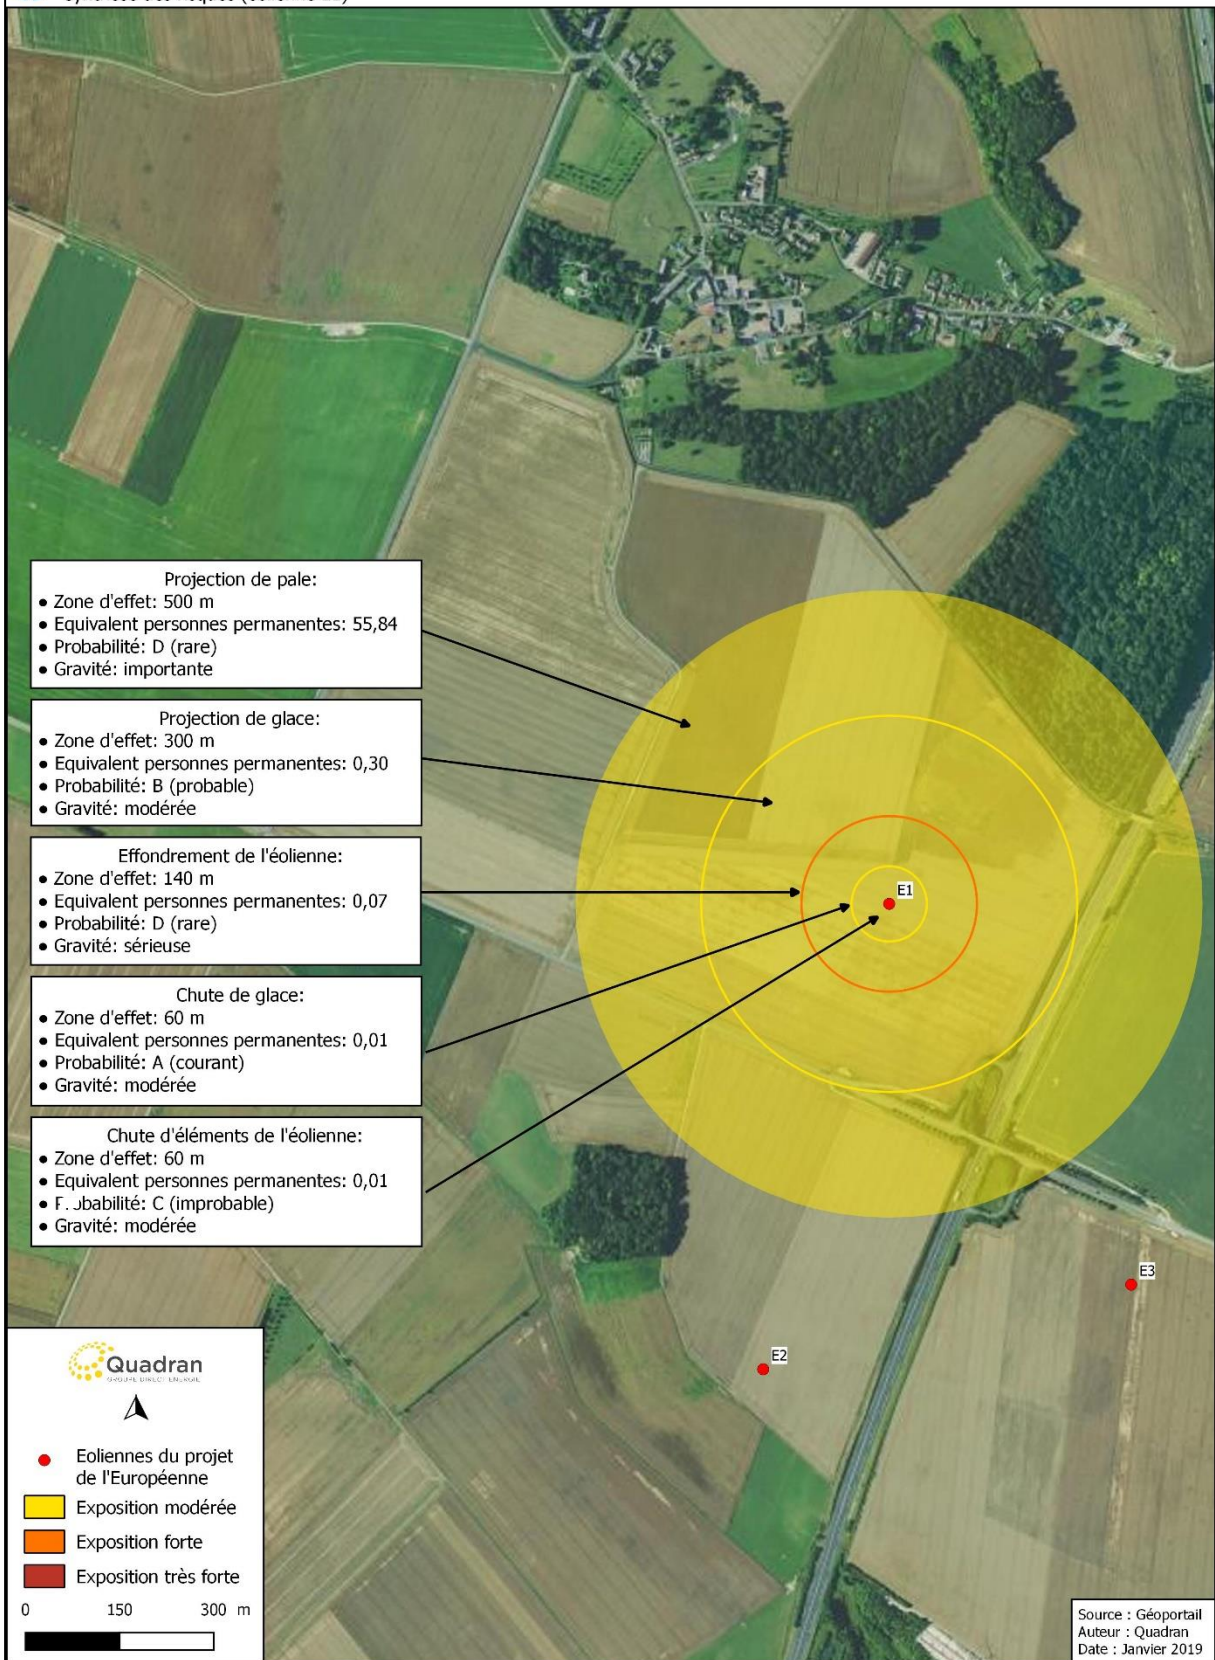 Projection de pale:
• Zone d'effet: 500 m
• Equivalent personnes permanentes: 55,84
• Probabilité: D (rare)
• Gravité: importante
Projection de glace:
• Zone d'effet: 300 m
• Equivalent personnes permanentes: 0,30
• Probabilité: B (probable)
• Gravité: modérée
Effondrement de l'éolienne:
• Zone d'effet: 140 m
• Equivalent personnes permanentes: 0,07
• Probabilité: D (rare)
• Gravité: sérieuse
Chute de glace:
• Zone d'effet: 60 m
• Equivalent personnes permanentes: 0,01
• Probabilité: A (courant)
• Gravité: modérée
Chute d'éléments de l'éolienne:
• Zone d'effet: 60 m
• Equivalent personnes permanentes: 0,01
• C (improbable)
• Gravité: modérée
E1
E3
E2
Quadran
GROUPE DIRECT ENERGIE
Eoliennes du projet
de l'Européenne
Exposition modérée
Exposition forte
Exposition très forte
0 150 300 m
Source : Géoportail
Auteur : Quadran
Date : Janvier 2019